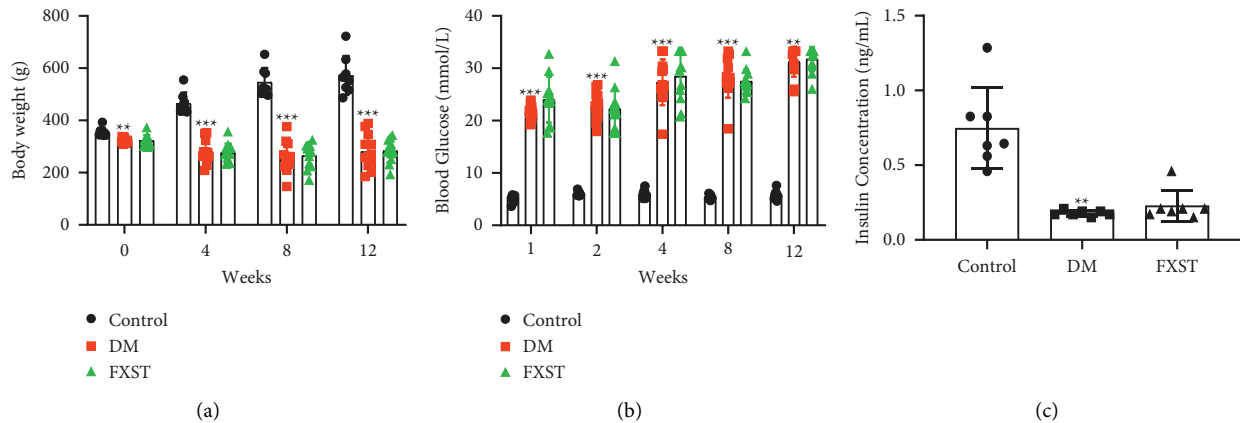 Body weight (g)
800
600
400
200
0
**
***
***
***
0
4
8
12
Weeks
Control
DM
FXST
(a)
Blood Glucose (mmol/L)
40
30
20
10
0
***
***
***
***
**
1
2
4
8
12
Weeks
Control
DM
FXST
(b)
Insulin Concentration (ng/mL)
1.5
1.0
0.5
0.0
**
Control
DM
FXST
(c)